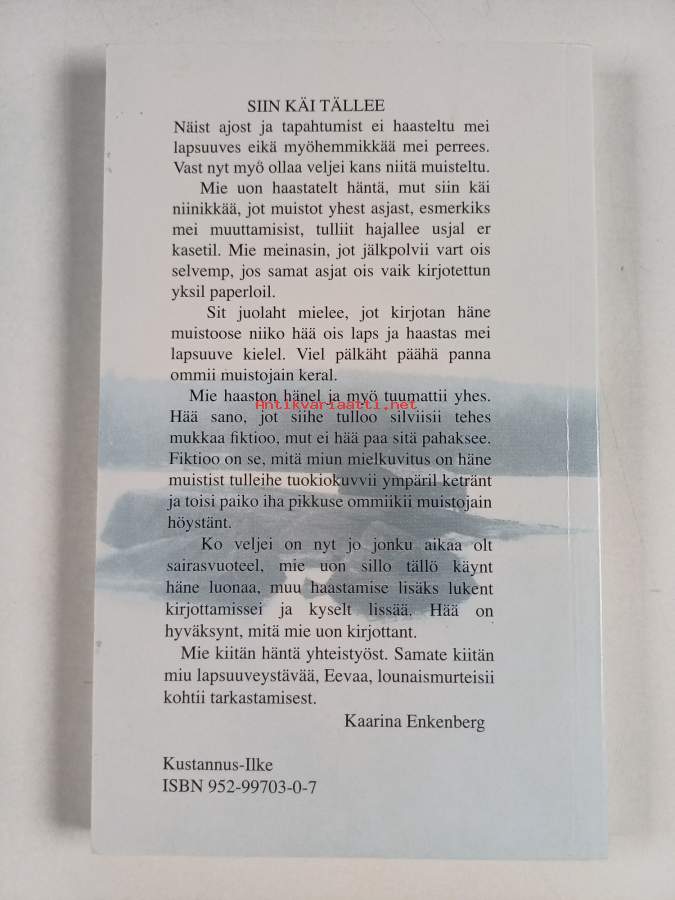 SIIN KÄI TÄLLEE
Näist ajost ja tapahtumist ei haasteltu mei
lapsuuves eikä myöhemmikkää mei perrees.
Vast nyt myö ollaa veljei kans niitä muisteltu.
Mie uon haastatelt häntä, mut siin käi
niinikkää, jot muistot yhest asjast, esmerkiks
mei muuttamisist, tulliit hajallee usjal er
kasetil. Mie meinasin, jot jälkpolvii vart ois
selvemp, jos samat asjat ois vaik kirjotettun
yksil paperloil.
Sit juolaht mielee, jot kirjotan häne
muistoose niiko hää ois laps ja haastas mei
lapsuuve kielel. Viel pälkäht päähä panna
ommii muistojain keral.
Mie haaston hänel ja myö tuumattii yhes.
Antikvariaatti.net
Hää sano, jot siihe tulloo silviisii tehes
mukkaa fiktioo, mut ei hää paa sitä pahaksee.
Fiktioo on se, mitä miun mielkuvitus on häne
muistist tulleihe tuokiokuvvii ympäril ketränt
ja toisi paiko iha pikkuse ommiikii muistojain
höystänt.
Ko veljei on nyt jo jonku aikaa olt
sairasvuoteel, mie uon sillo tällö käynt
häne luonaa, muu haastamise lisäks lukent
kirjottamissei ja kyselt lissää. Hää on
hyväksynt, mitä mie uon kirjottant.
Mie kiitän häntä yhteistyöst. Samate kiitän
miu lapsuuveystävää, Eevaa, lounaismurteisii
kohtii tarkastamisest.
Kaarina Enkenberg
Kustannus-Ilke
ISBN 952-99703-0-7